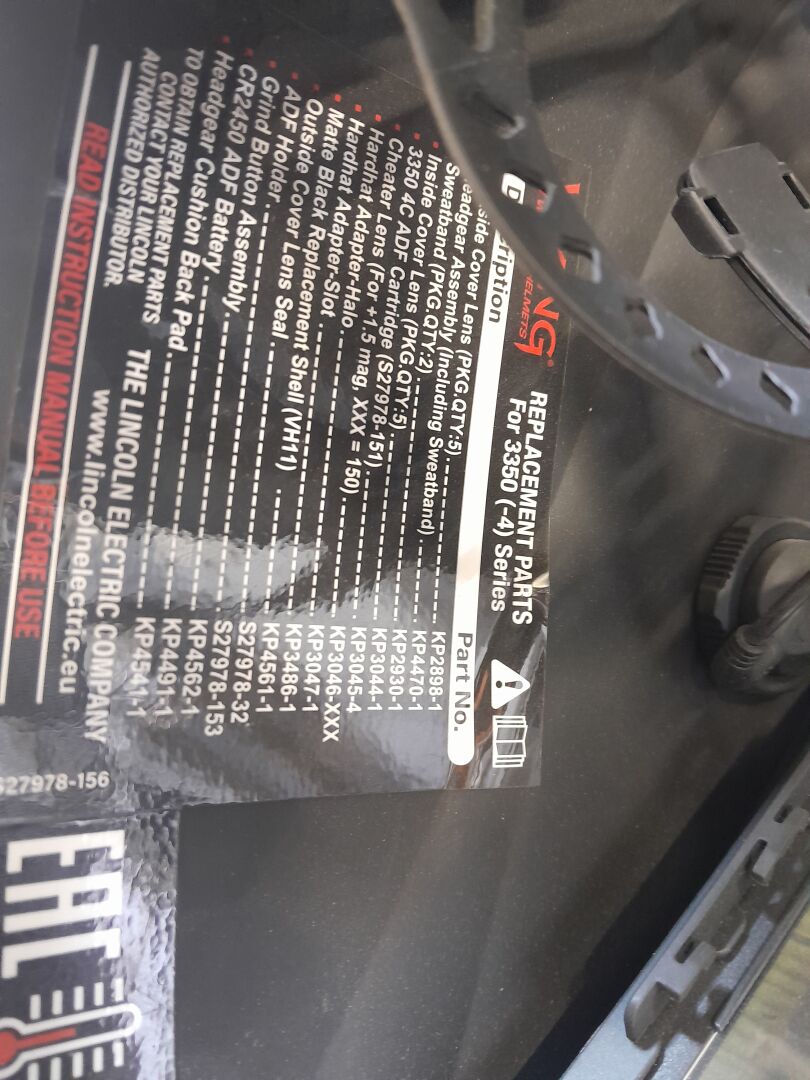 NG®
HELMETS
REPLACEMENT PARTS
For 3350 (-4) Series
Part No.
side Cover Lens (PKG.QTY:5) KP2898-1
eadgear Assembly (Including Sweatband) KP4470-1
Sweatband (PKG.QTY:2) KP2930-1
Inside Cover Lens (PKG.QTY:5) KP3044-1
3350 4C ADF Cartridge (S27978-151) KP3045-4
Cheater Lens (For +1.5 mag, XXX = 150) KP3046-XXX
Hardhat Adapter-Halo KP3047-1
Hardhat Adapter-Slot KP3486-1
Matte Black Replacement Shell (VH11) KP4561-1
Outside Cover Lens Seal S27978-32
ADF Holder S27978-153
Grind Button Assembly KP4562-1
CR2450 ADF Battery KP4491-1
Headgear Cushion Back Pad KP4541-1
TO OBTAIN REPLACEMENT PARTS
CONTACT YOUR LINCOLN
AUTHORIZED DISTRIBUTOR.
THE LINCOLN ELECTRIC COMPANY
www.lincolnelectric.eu
READ INSTRUCTION MANUAL BEFORE USE
S27978-156
EAC